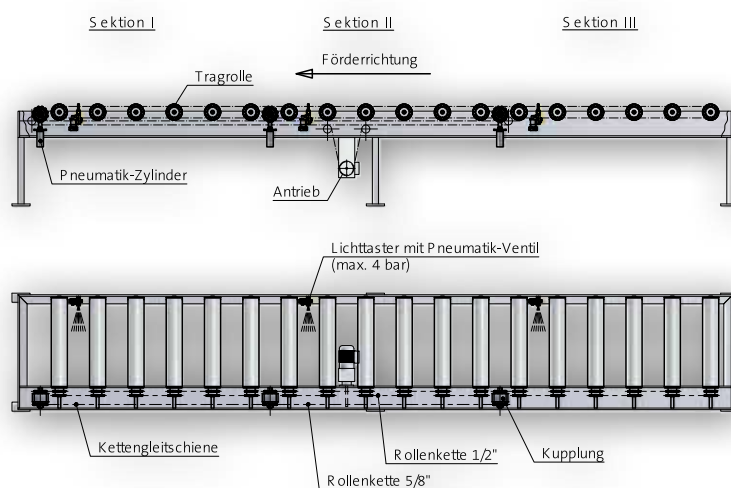 Sektion I
Sektion II
Sektion III
Förderrichtung
Tragrolle
Pneumatik-Zylinder
Antrieb
Lichttaster mit Pneumatik-Ventil
(max. 4 bar)
Kettengleitschiene
Rollenkette 1/2"
Kupplung
Rollenkette 5/8"